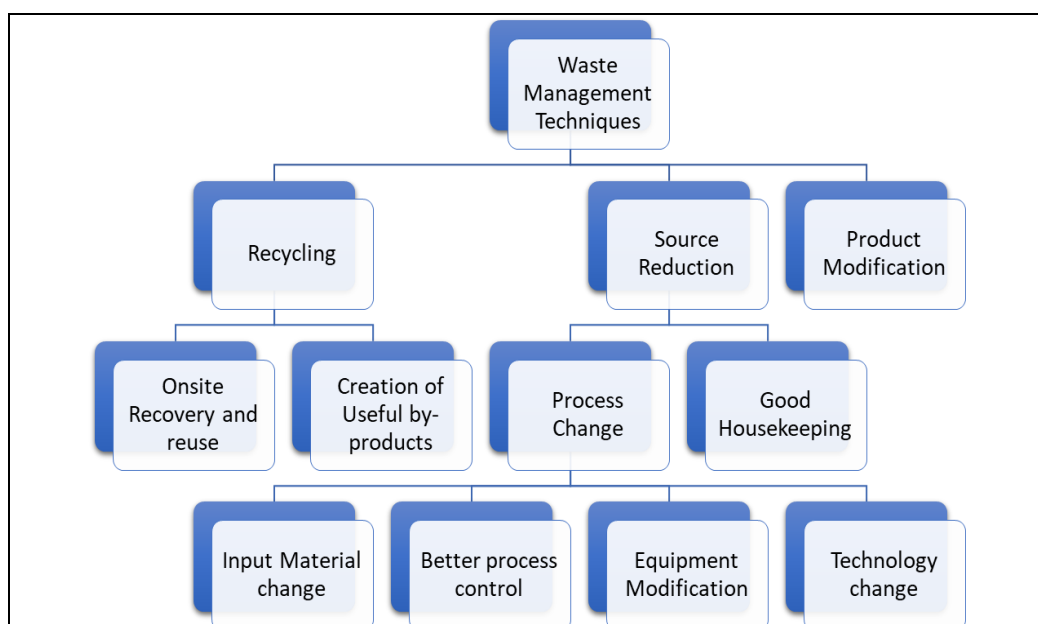 Waste
Management
Techniques
Recycling
Source
Reduction
Product
Modification
Onsite
Recovery and
reuse
Creation of
Useful by-
products
Process
Change
Good
Housekeeping
Input Material
change
Better process
control
Equipment
Modification
Technology
change